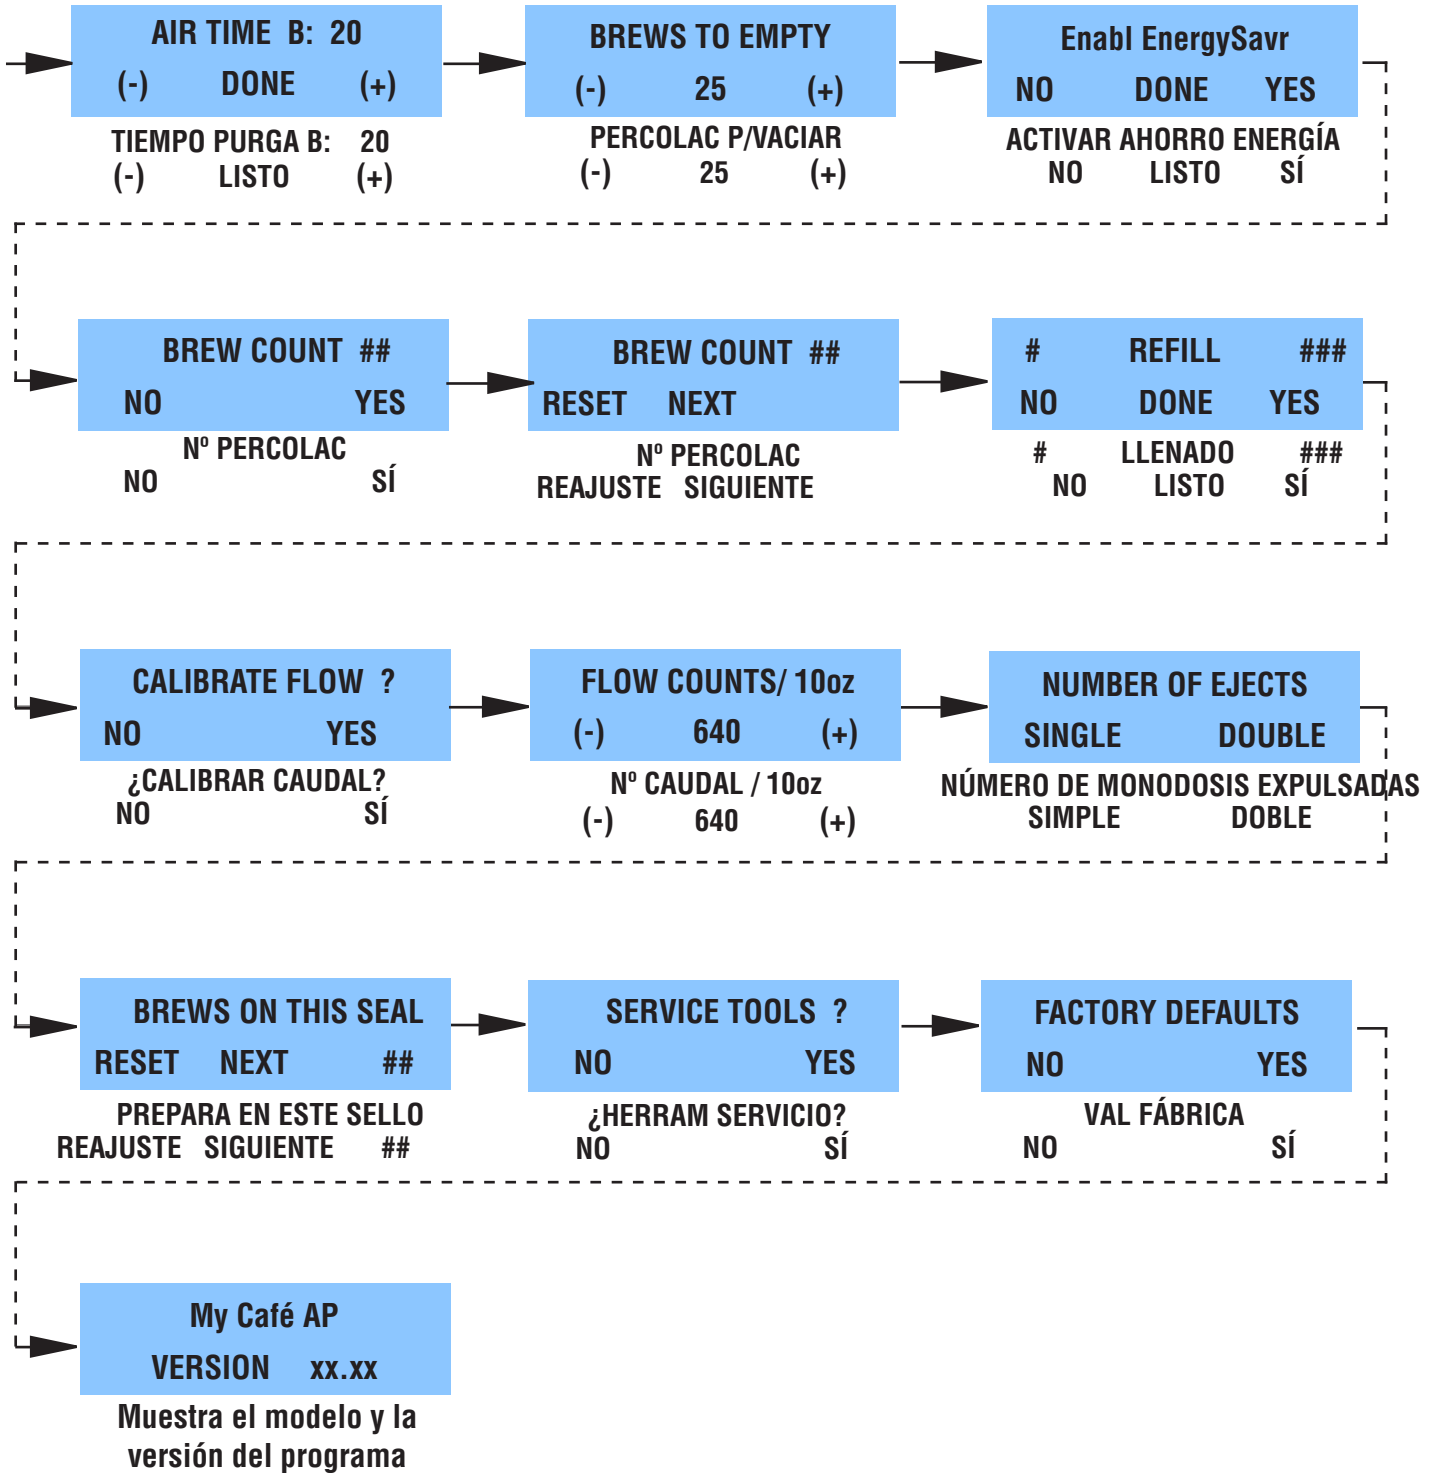 AIR TIME B: 20
(-) DONE (+)
TIEMPO PURGA B: 20
(-) LISTO (+)
BREWS TO EMPTY
(-) 25 (+)
PERCOLAC P/VACIAR
(-) 25 (+)
Enabl EnergySavr
NO DONE YES
ACTIVAR AHORRO ENERGÍA
NO LISTO SÍ
BREW COUNT ##
NO YES
Nº PERCOLAC
NO SÍ
BREW COUNT ##
RESET NEXT
Nº PERCOLAC
REAJUSTE SIGUIENTE
# REFILL ###
NO DONE YES
# LLENADO ###
NO LISTO SÍ
CALIBRATE FLOW ?
NO YES
¿CALIBRAR CAUDAL?
NO SÍ
FLOW COUNTS/ 10oz
(-) 640 (+)
Nº CAUDAL / 10oz
(-) 640 (+)
NUMBER OF EJECTS
SINGLE DOUBLE
NÚMERO DE MONODOSIS EXPULSADAS
SIMPLE DOBLE
BREWS ON THIS SEAL
RESET NEXT ##
PREPARA EN ESTE SELLO
REAJUSTE SIGUIENTE ##
SERVICE TOOLS ?
NO YES
¿HERRAM SERVICIO?
NO SÍ
FACTORY DEFAULTS
NO YES
VAL FÁBRICA
NO SÍ
My Café AP
VERSION xx.xx
Muestra el modelo y la
versión del programa